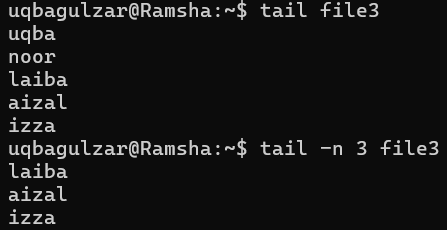 uqbagulzar@Ramsha:~$ tail file3
uqba
noor
laiba
aizal
izza
uqbagulzar@Ramsha:~$ tail -n 3 file3
laiba
aizal
izza